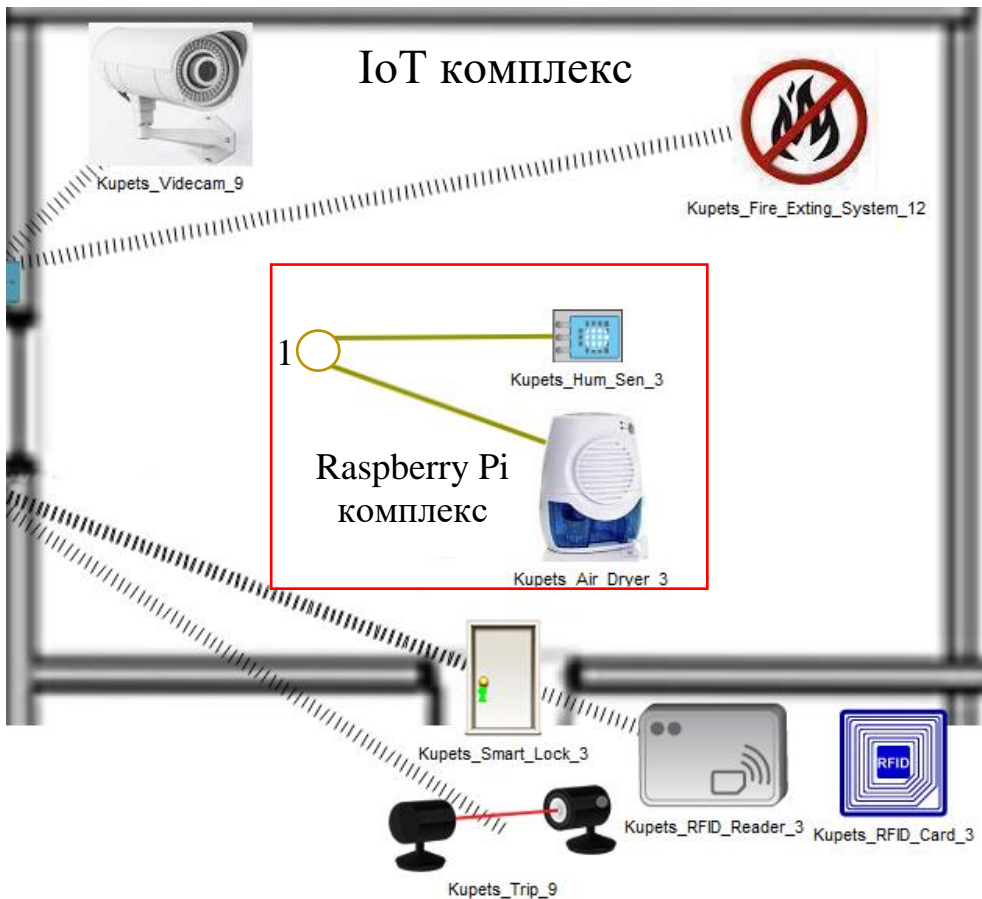 IoT комплекс
Kupets_Videcam_9
Kupets_Fire_Exting_System_12
1
Kupets_Hum_Sen_3
Raspberry Pi
комплекс
Kupets_Air_Dryer_3
Kupets_Smart_Lock_3
RFID
Kupets_RFID_Reader_3
Kupets_RFID_Card_3
Kupets_Trip_9